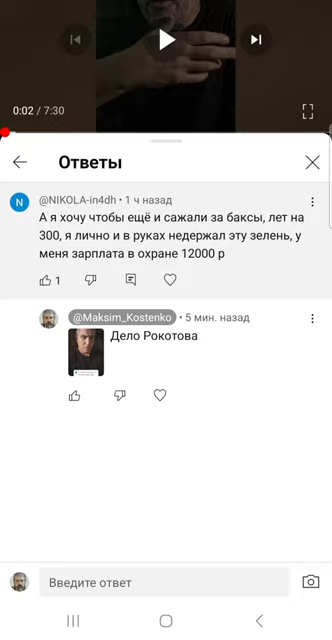 0:02 / 7:30
Ответы
N
@NIKOLA-in4dh • 1 ч назад
А я хочу чтобы ещё и сажали за баксы, лет на
300, я лично и в руках недержал эту зелень, у
меня зарплата в охране 12000 р
1
@Maksim_Kostenko • 5 мин. назад
Дело Рокотова
Введите ответ